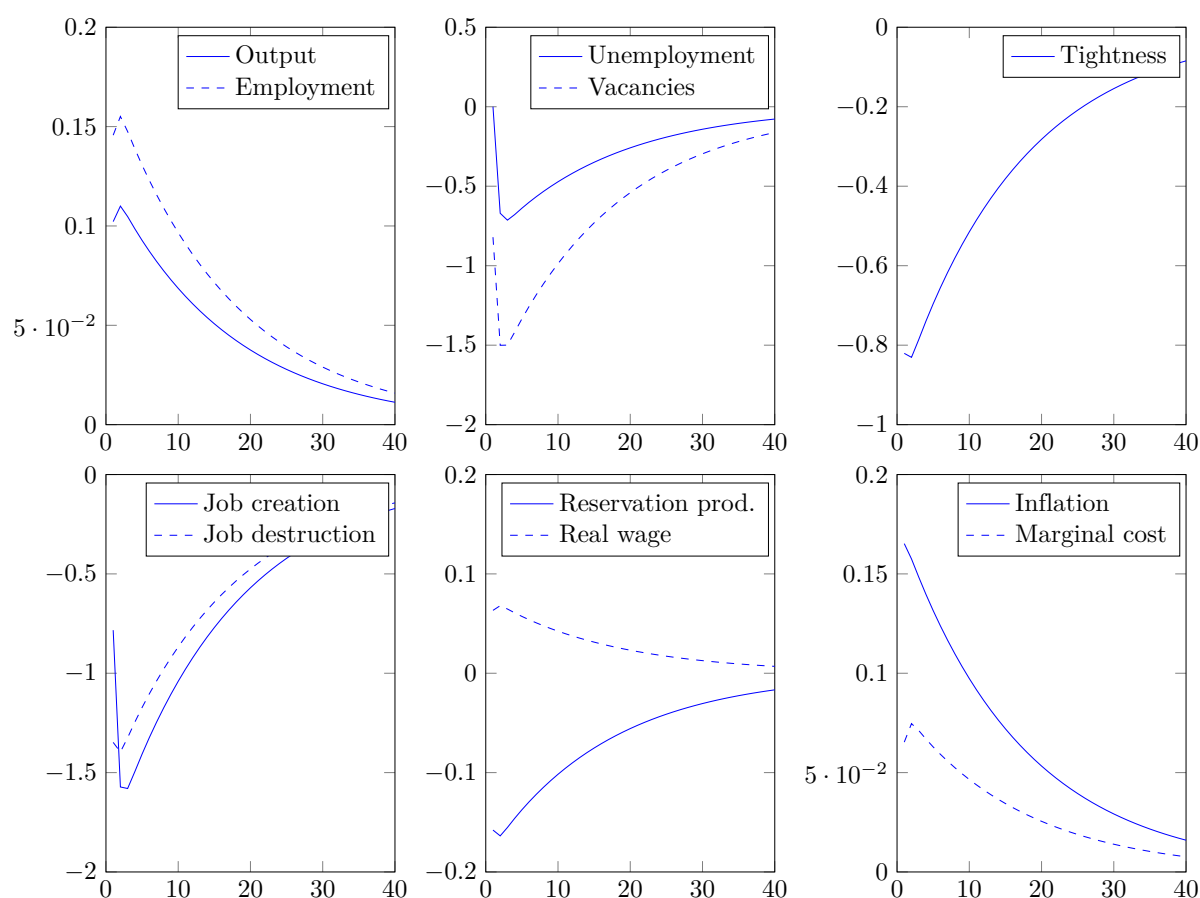 0.2
0.15
0.1
5 · 10−2
0
0 10 20 30 40
Output
Employment
0.5
0
−0.5
−1
−1.5
−2
0 10 20 30 40
Unemployment
Vacancies
0
−0.2
−0.4
−0.6
−0.8
−1
0 10 20 30 40
Tightness
0
−0.5
−1
−1.5
−2
0 10 20 30 40
Job creation
Job destruction
0.2
0.1
0
−0.1
−0.2
0 10 20 30 40
Reservation prod.
Real wage
0.2
0.15
0.1
5 · 10−2
0
0 10 20 30 40
Inflation
Marginal cost